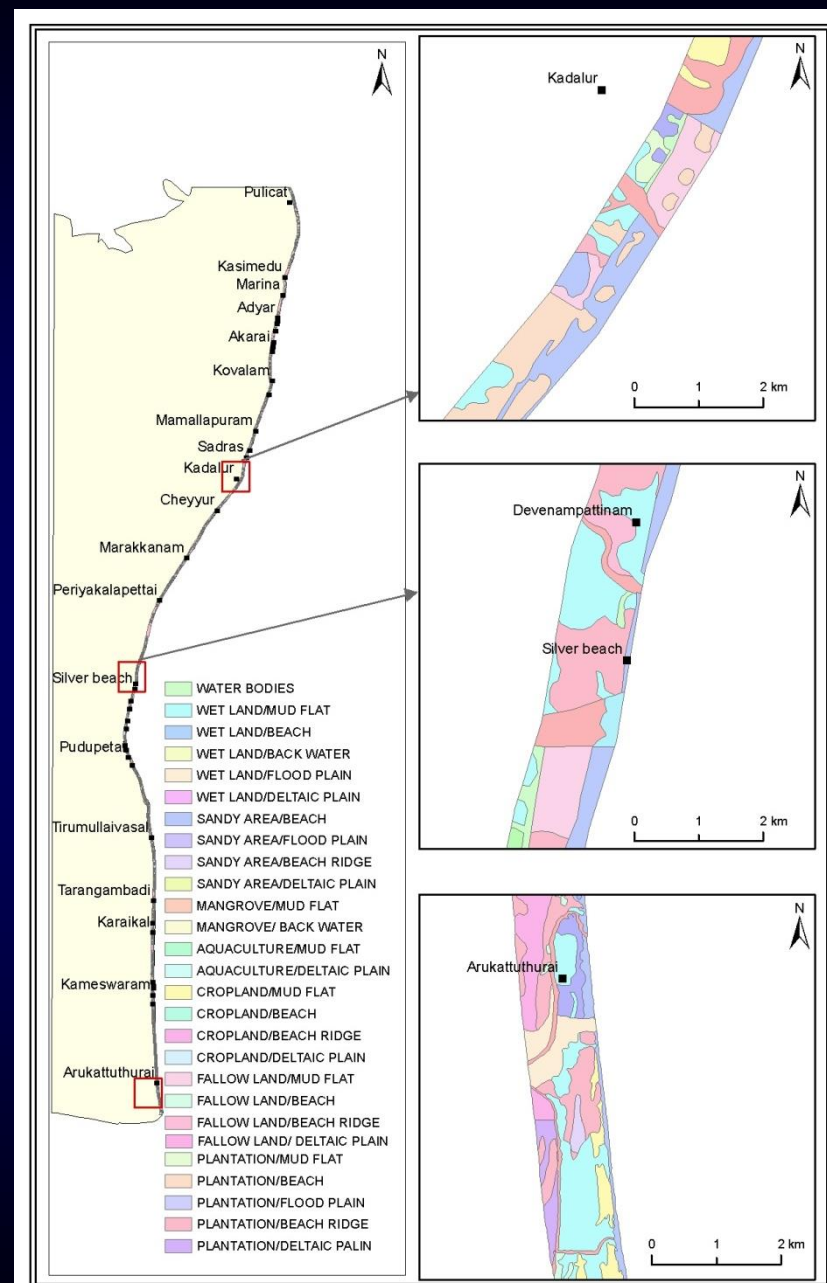 N
Pulicat
Kasimedu
Marina
Adyar
Akarai
Kovalam
Mamallapuram
Sadras
Kadalur
Cheyyur
Marakkanam
Periyakalapettai
Silver beach
Pudupetai
Tirumullaivasal
Tarangambadi
Karaikal
Kameswaram
Arukattuthurai
WATER BODIES
WET LAND/MUD FLAT
WET LAND/BEACH
WET LAND/BACK WATER
WET LAND/FLOOD PLAIN
WET LAND/DELTAIC PLAIN
SANDY AREA/BEACH
SANDY AREA/FLOOD PLAIN
SANDY AREA/BEACH RIDGE
SANDY AREA/DELTAIC PLAIN
MANGROVE/MUD FLAT
MANGROVE/ BACK WATER
AQUACULTURE/MUD FLAT
AQUACULTURE/DELTAIC PLAIN
CROPLAND/MUD FLAT
CROPLAND/BEACH
CROPLAND/BEACH RIDGE
CROPLAND/DELTAIC PLAIN
FALLOW LAND/MUD FLAT
FALLOW LAND/BEACH
FALLOW LAND/BEACH RIDGE
FALLOW LAND/ DELTAIC PLAIN
PLANTATION/MUD FLAT
PLANTATION/BEACH
PLANTATION/FLOOD PLAIN
PLANTATION/BEACH RIDGE
PLANTATION/DELTAIC PALIN
N
Kadalur
0 1 2 km
N
Devenampattinam
Silver beach
0 1 2 km
N
Arukattuthurai
0 1 2 km